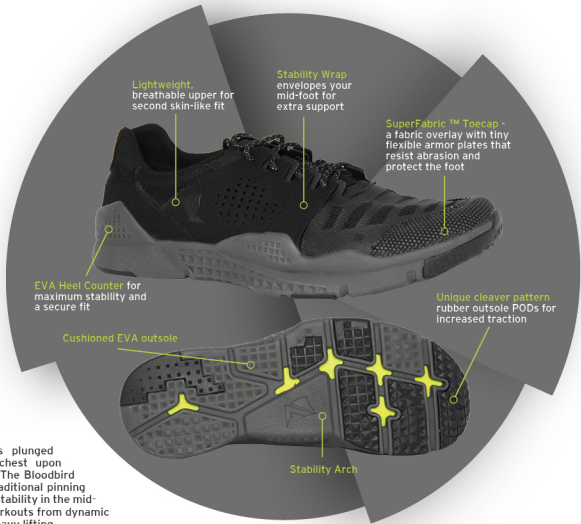 Lightweight,
breathable upper for
second skin-like fit
Stability Wrap
envelopes your
mid-foot for
extra support
SuperFabric ™ Toecap -
a fabric overlay with tiny
flexible armor plates that
resist abrasion and
protect the foot
EVA Heel Counter for
maximum stability and
a secure fit
Unique cleaver pattern
rubber outsole PODs for
increased traction
Cushioned EVA outsole
Stability Arch
plunged
chest upon
The Bloodbird
pinning
tability in the mid-
rkouts from dynamic
lifting